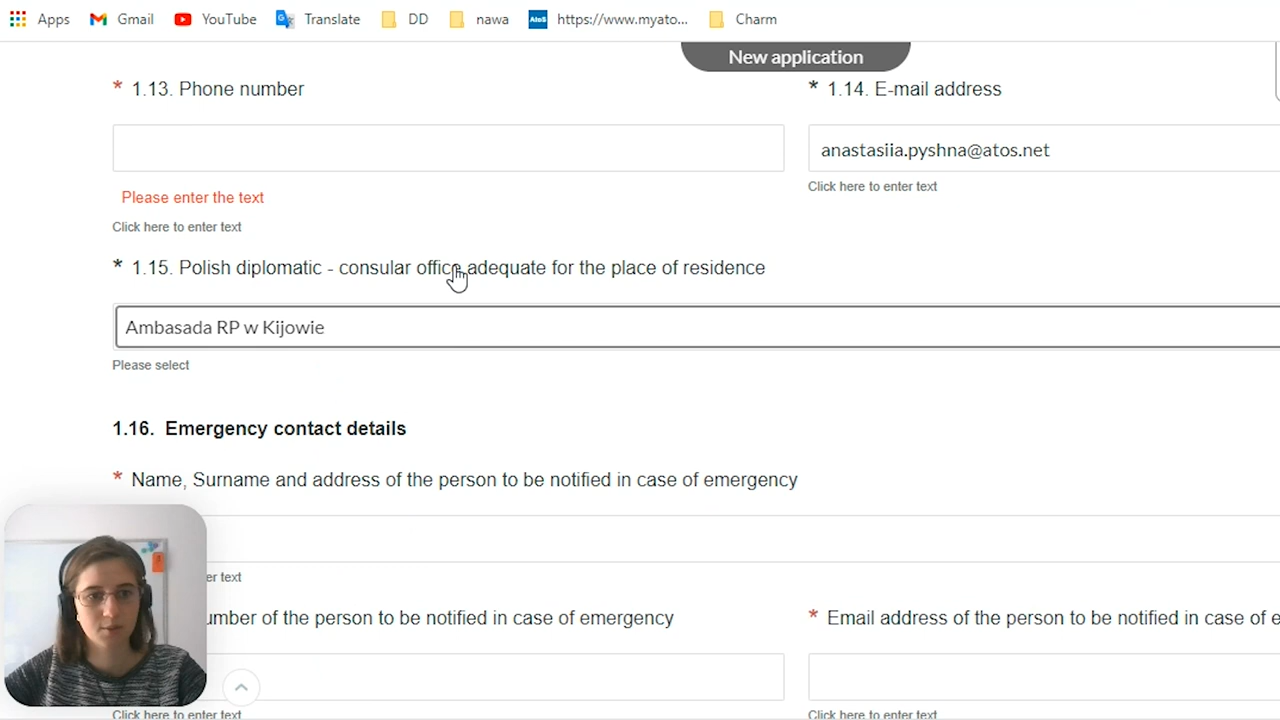 Apps Gmail YouTube Translate DD nawa AtoS https://www.myato... Charm
New application
* 1.13. Phone number
* 1.14. E-mail address
anastasiia.pyshna@atos.net
Please enter the text
Click here to enter text
Click here to enter text
* 1.15. Polish diplomatic - consular office adequate for the place of residence
Ambasada RP w Kijowie
Please select
1.16. Emergency contact details
* Name, Surname and address of the person to be notified in case of emergency
er text
umber of the person to be notified in case of emergency
* Email address of the person to be notified in case of e
Click here to enter text
Click here to enter text